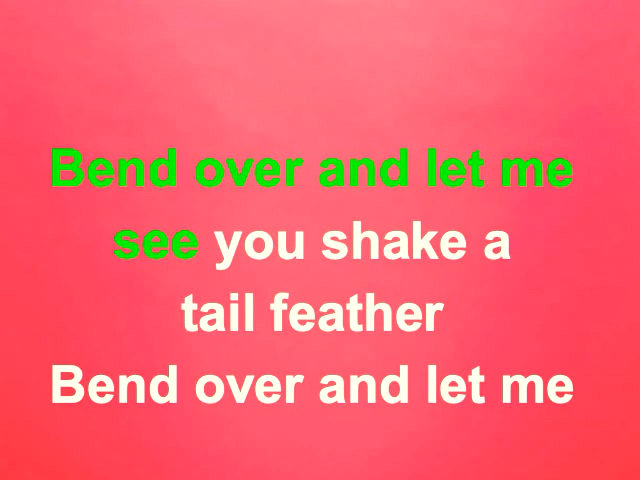 Bend over and let me
see you shake a
tail feather
Bend over and let me